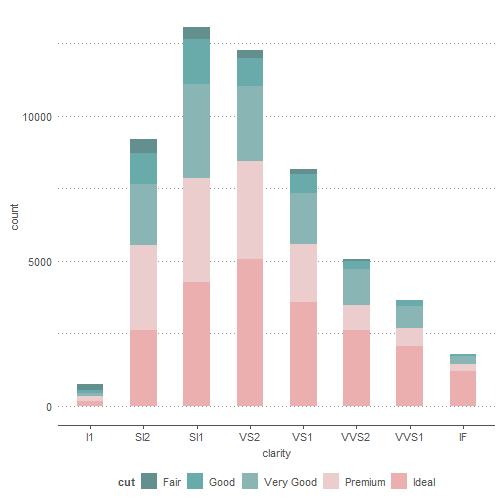 10000
5000
0
count
I1 SI2 SI1 VS2 VS1 VVS2 VVS1 IF
clarity
cut Fair Good Very Good Premium Ideal